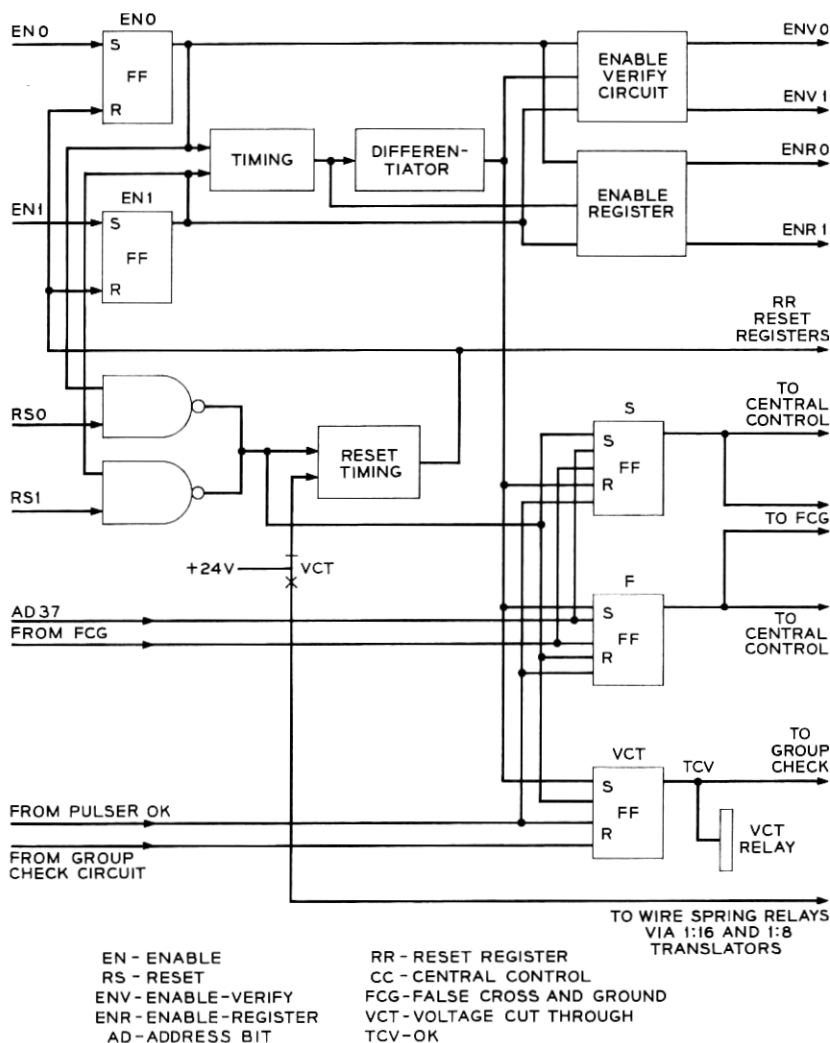 EN0
EN0
S
FF
R
ENABLE
VERIFY
CIRCUIT
ENV0
ENV1
TIMING
DIFFEREN-
TIATOR
ENABLE
REGISTER
ENR0
ENR1
EN1
EN1
S
FF
R
RR
RESET
REGISTERS
RS0
RS1
RESET
TIMING
S
S
FF
R
TO
CENTRAL
CONTROL
TO FCG
+24V
VCT
F
S
FF
R
TO
CENTRAL
CONTROL
AD37
FROM FCG
VCT
S
FF
R
TCV
TO
GROUP
CHECK
VCT
RELAY
FROM PULSER OK
FROM GROUP
CHECK CIRCUIT
TO WIRE SPRING RELAYS
VIA 1:16 AND 1:8
TRANSLATORS
EN - ENABLE
RS - RESET
ENV - ENABLE-VERIFY
ENR - ENABLE-REGISTER
AD - ADDRESS BIT
RR - RESET REGISTER
CC - CENTRAL CONTROL
FCG - FALSE CROSS AND GROUND
VCT - VOLTAGE CUT THROUGH
TCV - OK